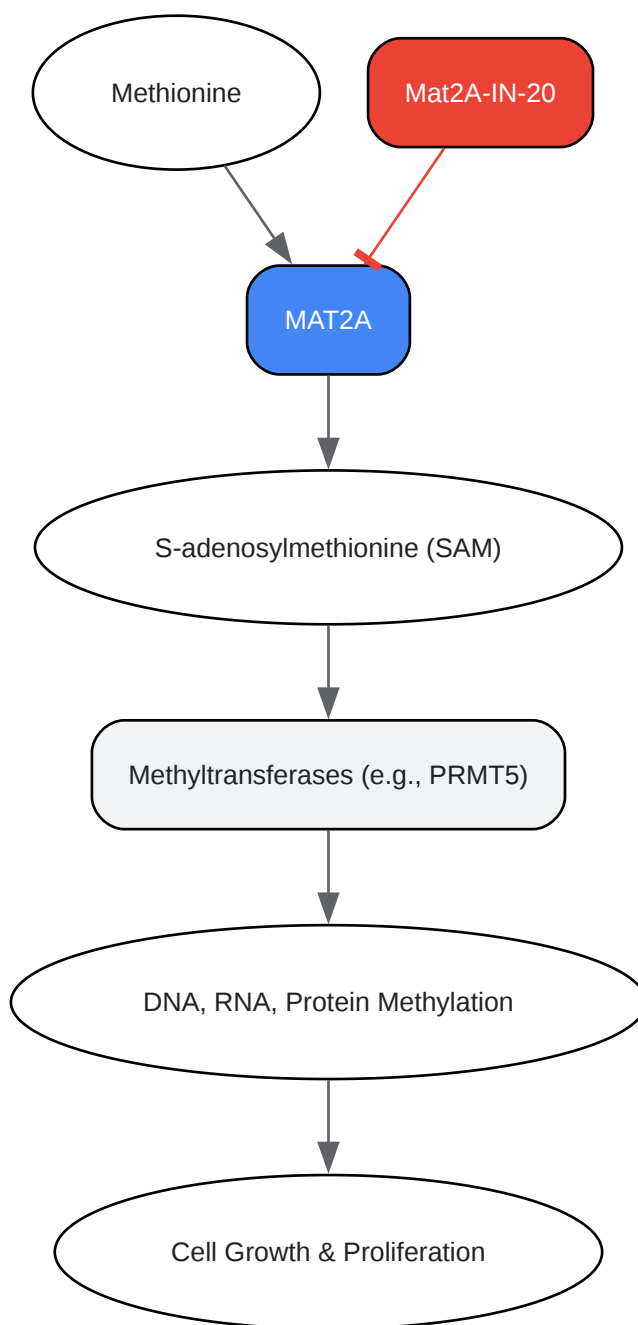 Methionine
Mat2A-IN-20
MAT2A
S-adenosylmethionine (SAM)
Methyltransferases (e.g., PRMT5)
DNA, RNA, Protein Methylation
Cell Growth & Proliferation